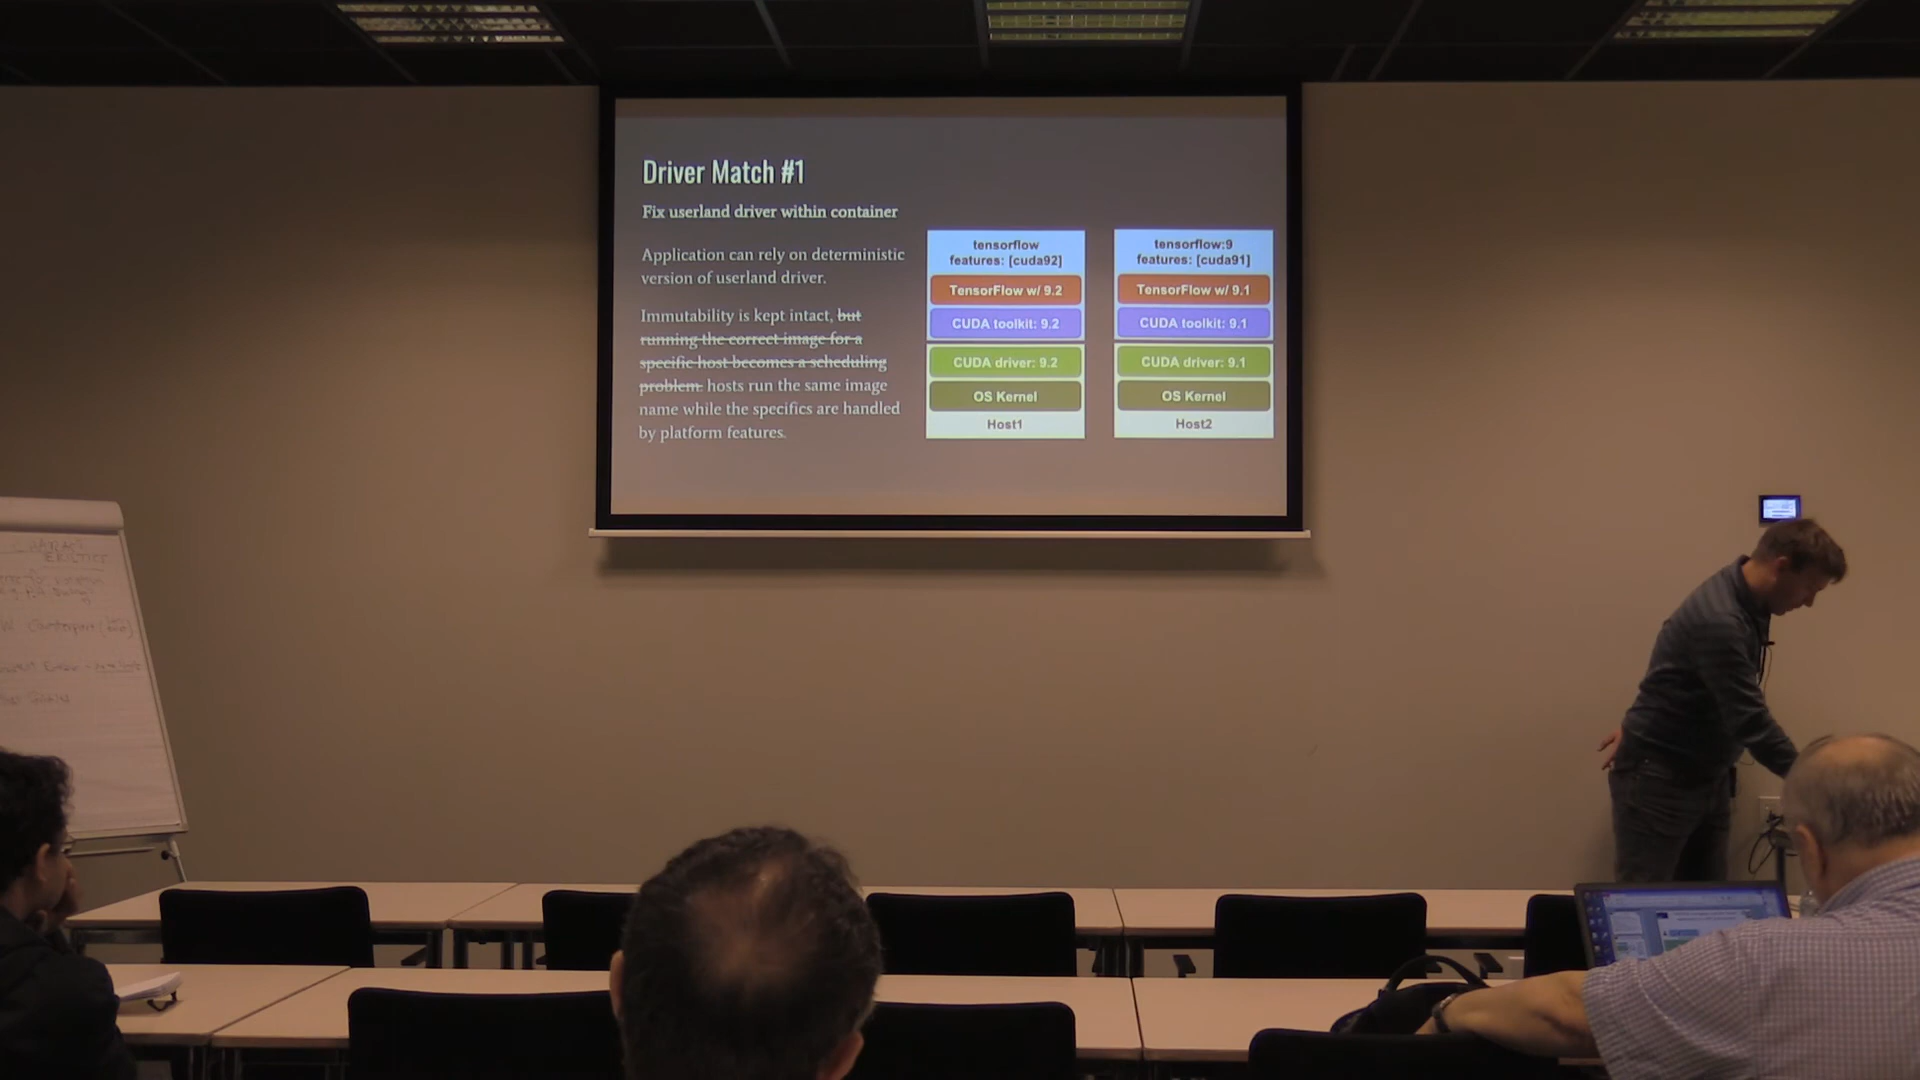 Driver Match #1
Fix userland driver within container
Application can rely on deterministic
version of userland driver.
Immutability is kept intact, but
running the correct image for a
specific host becomes a scheduling
problem. hosts run the same image
name while the specifics are handled
by platform features.
tensorflow
features: [cuda92]
TensorFlow w/ 9.2
CUDA toolkit: 9.2
CUDA driver: 9.2
OS Kernel
Host1
tensorflow:9
features: [cuda91]
TensorFlow w/ 9.1
CUDA toolkit: 9.1
CUDA driver: 9.1
OS Kernel
Host2